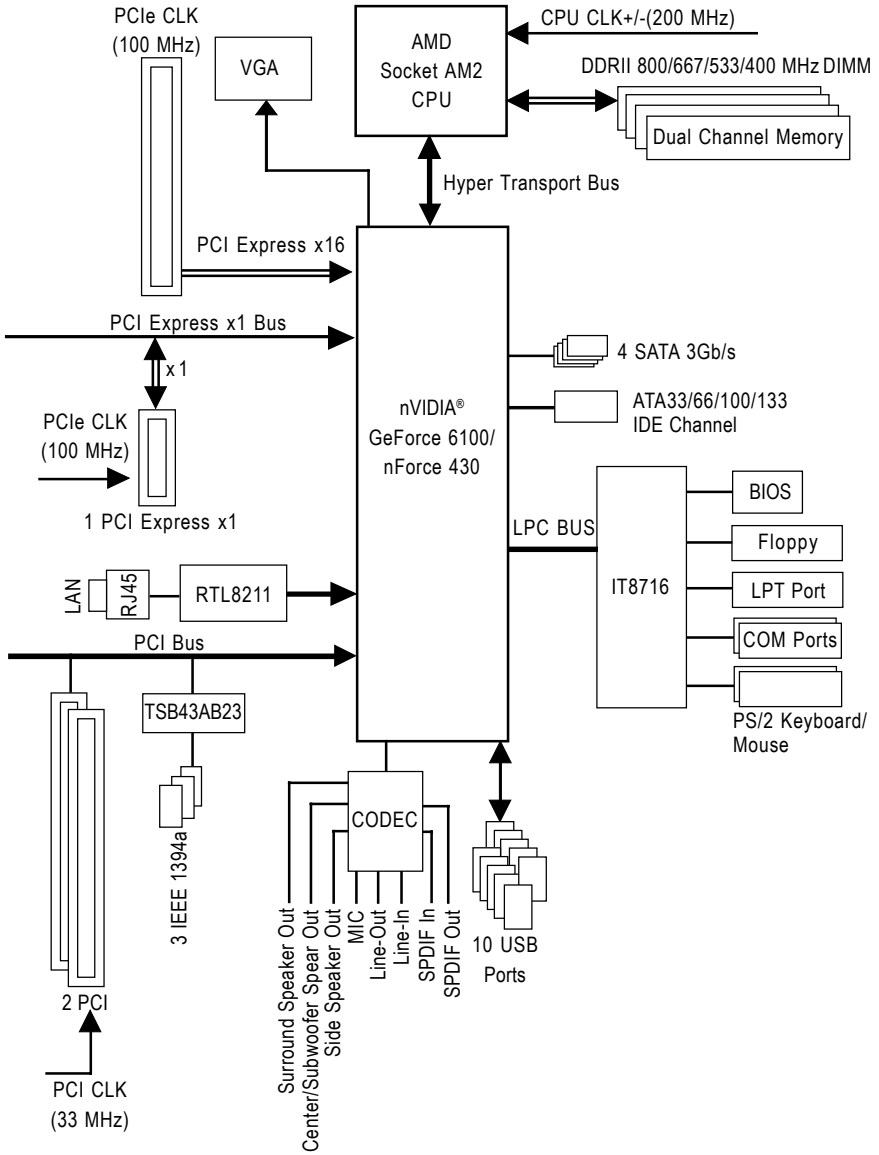 PCIe CLK
(100 MHz)
VGA
AMD
Socket AM2
CPU
CPU CLK+/-(200 MHz)
DDRII 800/667/533/400 MHz DIMM
Dual Channel Memory
Hyper Transport Bus
PCI Express x16
PCI Express x1 Bus
x1
PCIe CLK
(100 MHz)
1 PCI Express x1
nVIDIA®
GeForce 6100/
nForce 430
4 SATA 3Gb/s
ATA33/66/100/133
IDE Channel
LPC BUS
IT8716
BIOS
Floppy
LPT Port
COM Ports
PS/2 Keyboard/
Mouse
LAN
RJ45
RTL8211
PCI Bus
TSB43AB23
3 IEEE 1394a
2 PCI
PCI CLK
(33 MHz)
CODEC
Surround Speaker Out
Center/Subwoofer Spear Out
Side Speaker Out
MIC
Line-Out
Line-In
SPDIF In
SPDIF Out
10 USB
Ports